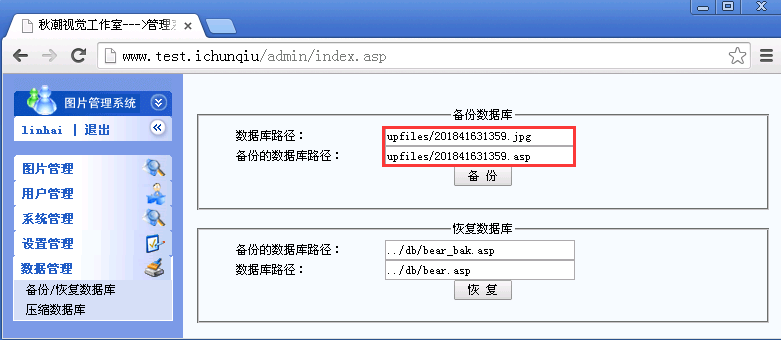 秋潮视觉工作室--->管理系
www.test.ichunqiu/admin/index.asp
图片管理系统
linhai | 退出
图片管理
用户管理
系统管理
设置管理
数据管理
备份/恢复数据库
压缩数据库
备份数据库
数据库路径：
upfiles/201841631359.jpg
备份的数据库路径：
upfiles/201841631359.asp
备 份
恢复数据库
备份的数据库路径：
../db/bear_bak.asp
数据库路径：
../db/bear.asp
恢 复